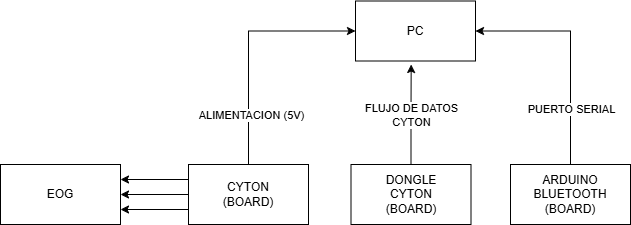 PC
ALIMENTACION (5V)
FLUJO DE DATOS
CYTON
PUERTO SERIAL
EOG
CYTON
(BOARD)
DONGLE
CYTON
(BOARD)
ARDUINO
BLUETOOTH
(BOARD)